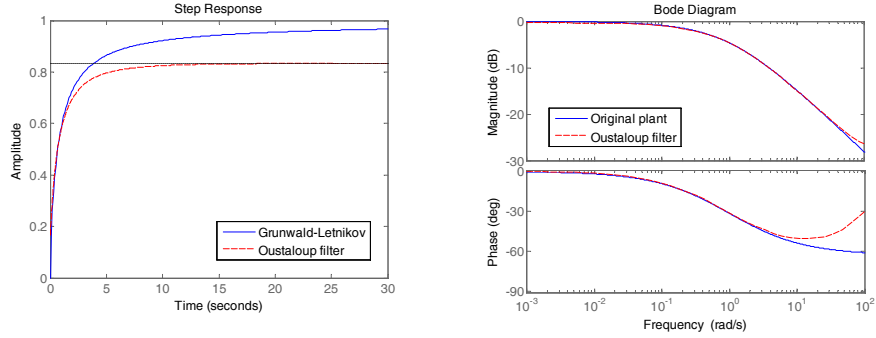 Step Response
1
0.8
0.6
0.4
0.2
0
Amplitude
Grunwald-Letnikov
Oustaloup filter
0 5 10 15 20 25 30
Time (seconds)
Bode Diagram
0
-10
-20
-30
Magnitude (dB)
Original plant
Oustaloup filter
0
-30
-60
-90
Phase (deg)
10^-3 10^-2 10^-1 10^0 10^1 10^2
Frequency (rad/s)